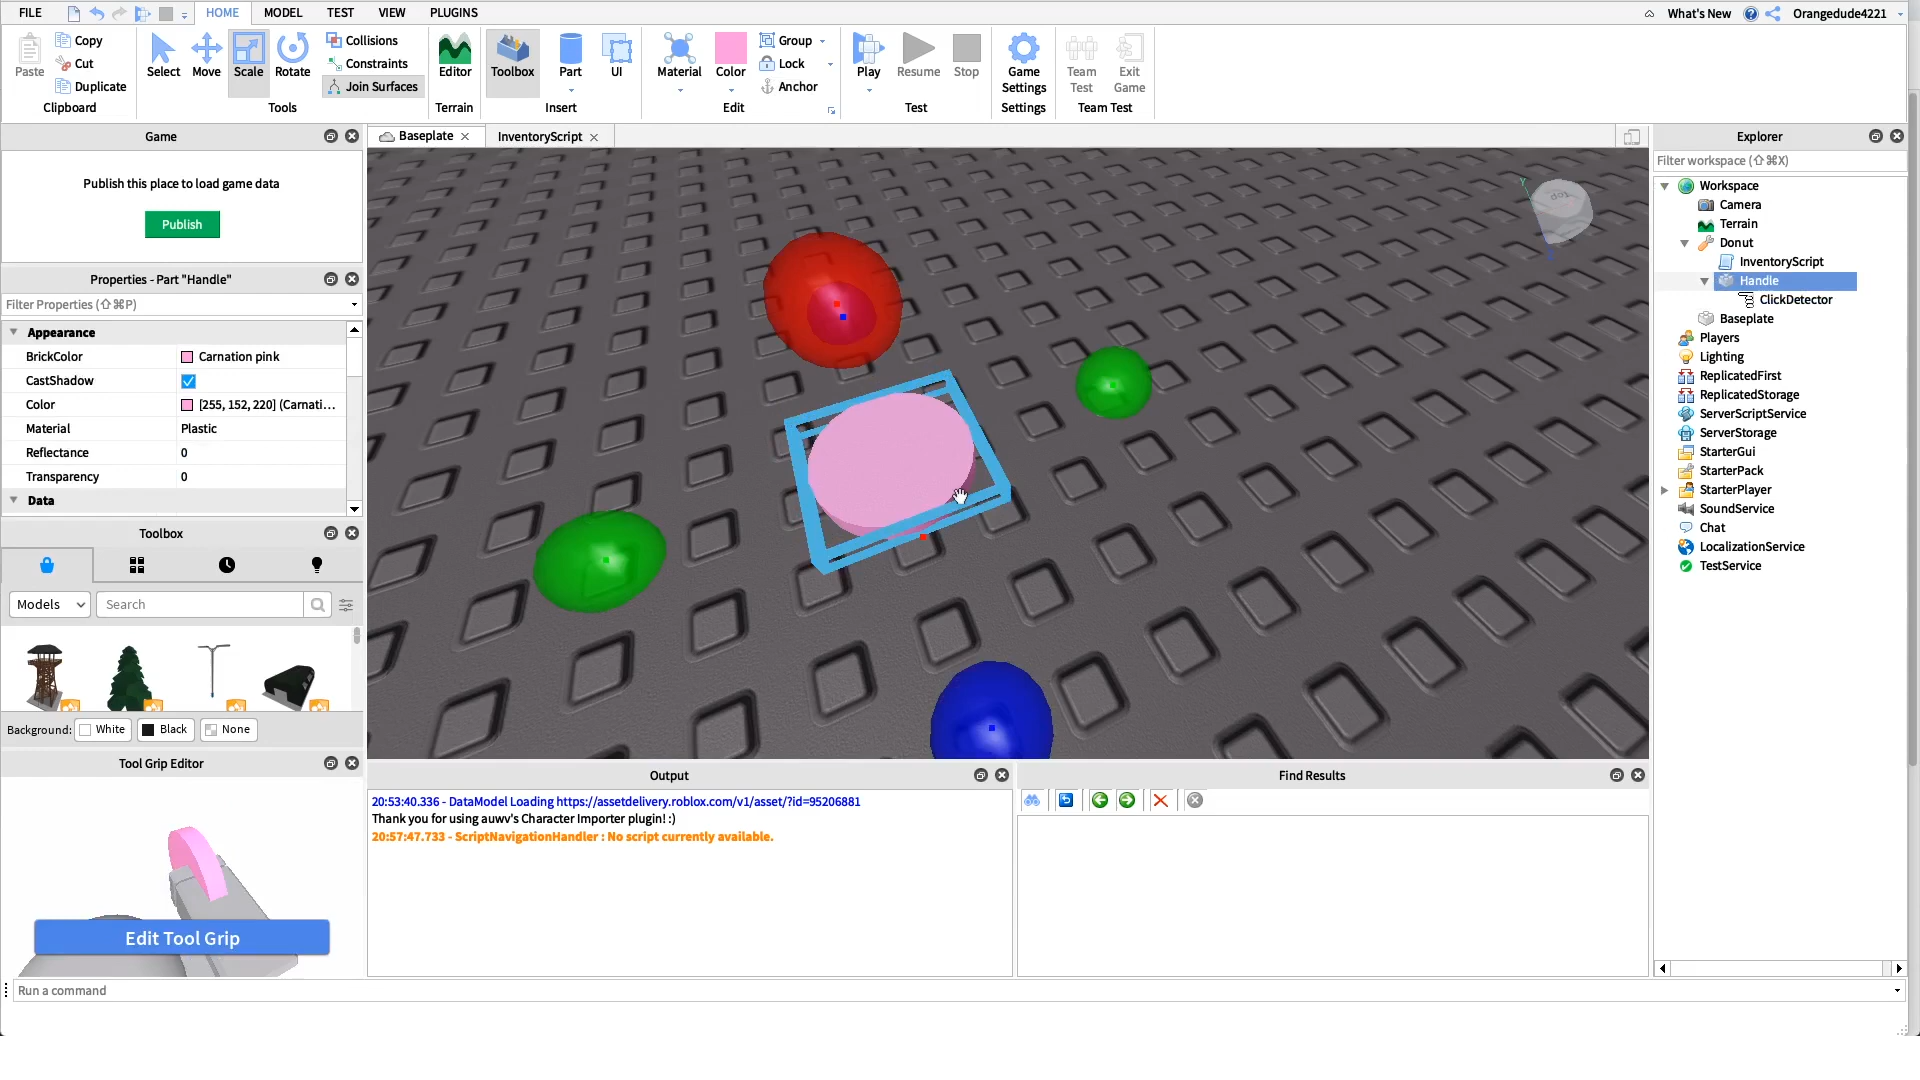 FILE HOME MODEL TEST VIEW PLUGINS What's New Orangedude4221
Copy
Cut
Duplicate
Paste
Clipboard
Select Move Scale Rotate
Collisions
Constraints
Join Surfaces
Tools
Editor
Terrain
Toolbox Part UI
Insert
Material Color
Group
Lock
Anchor
Edit
Play Resume Stop
Test
Game
Settings
Settings
Team
Test
Exit
Game
Team Test
Game
Publish this place to load game data
Publish
Properties - Part "Handle"
Filter Properties (⇧⌘P)
Appearance
BrickColor Carnation pink
CastShadow
Color [255, 152, 220] (Carnati...
Material Plastic
Reflectance 0
Transparency 0
Data
Toolbox
Models Search
Background: White Black None
Tool Grip Editor
Edit Tool Grip
Baseplate InventoryScript
Top
Y
Output
20:53:40.336 - DataModel Loading https://assetdelivery.roblox.com/v1/asset/?id=95206881
Thank you for using auwv's Character Importer plugin! :)
20:57:47.733 - ScriptNavigationHandler : No script currently available.
Find Results
Explorer
Filter workspace (⇧⌘X)
Workspace
Camera
Terrain
Donut
InventoryScript
Handle
ClickDetector
Baseplate
Players
Lighting
ReplicatedFirst
ReplicatedStorage
ServerScriptService
ServerStorage
StarterGui
StarterPack
StarterPlayer
SoundService
Chat
LocalizationService
TestService
Run a command